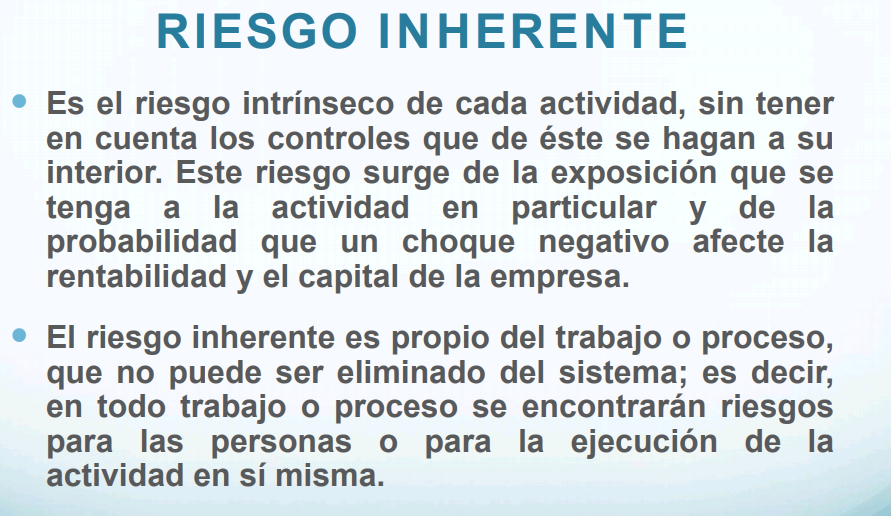 RIESGO INHERENTE
• Es el riesgo intrínseco de cada actividad, sin tener
en cuenta los controles que de éste se hagan a su
interior. Este riesgo surge de la exposición que se
tenga a la actividad en particular y de la
probabilidad que un choque negativo afecte la
rentabilidad y el capital de la empresa.
• El riesgo inherente es propio del trabajo o proceso,
que no puede ser eliminado del sistema; es decir,
en todo trabajo o proceso se encontrarán riesgos
para las personas o para la ejecución de la
actividad en sí misma.